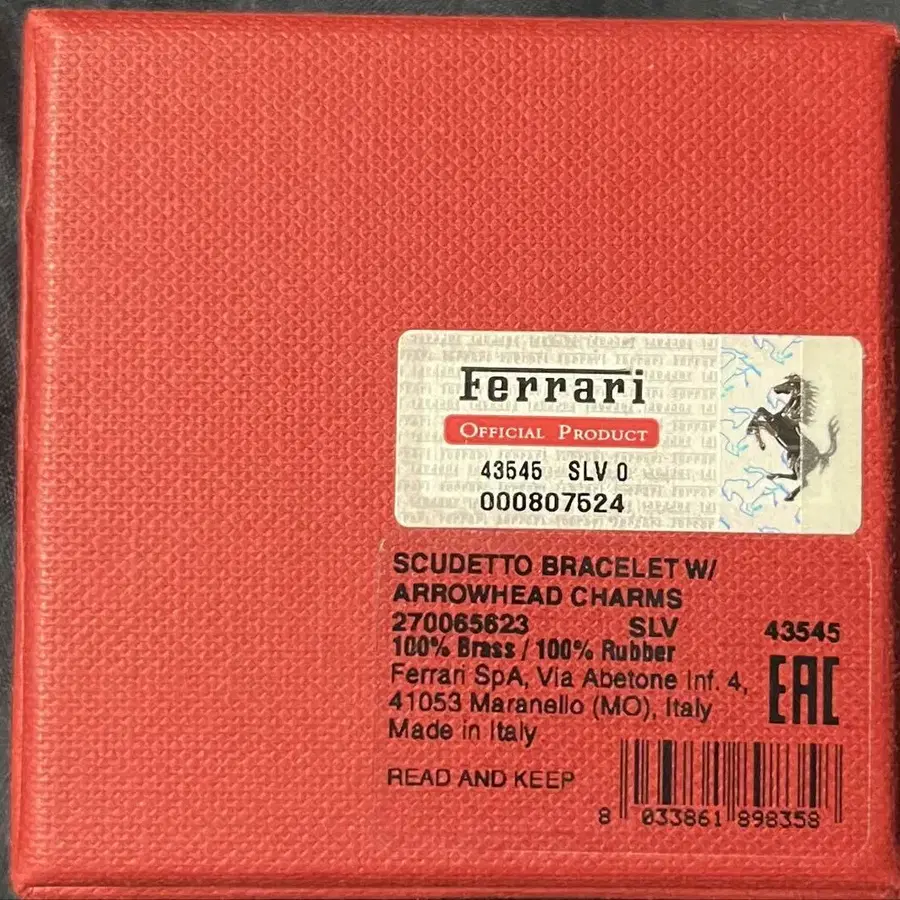 Ferrari
OFFICIAL PRODUCT
43545 SLV 0
000807524
SCUDETTO BRACELET W/
ARROWHEAD CHARMS
270065623 SLV 43545
100% Brass / 100% Rubber
Ferrari SpA, Via Abetone Inf. 4,
41053 Maranello (MO), Italy
EAC
Made in Italy
READ AND KEEP
8 033861 898358